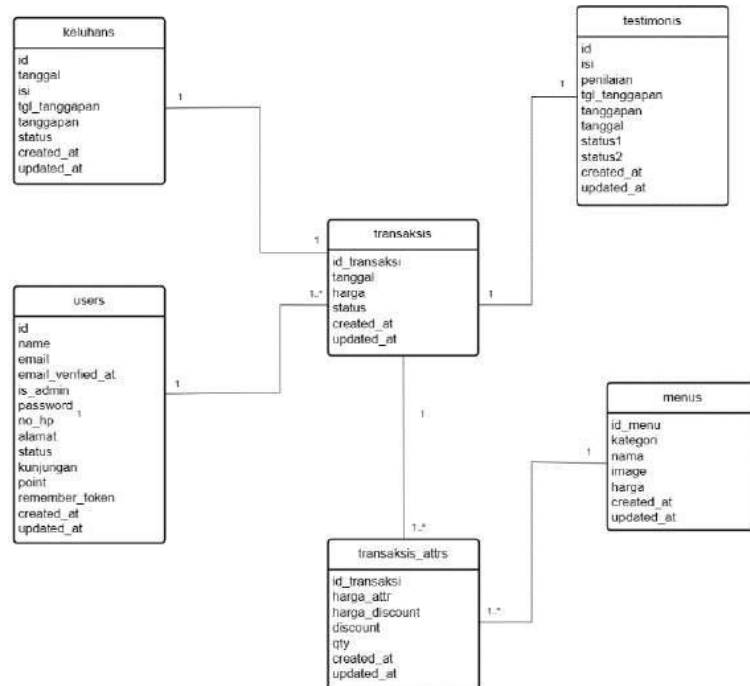 keluhans
id
tanggal
isi
tgl_tanggapan
tanggapan
status
created_at
updated_at
1
1
testimonis
id
isi
penilaian
tgl_tanggapan
tanggapan
tanggal
status1
status2
created_at
updated_at
1
1
transaksis
id_transaksi
tanggal
harga
status
created_at
updated_at
users
id
name
email
email_verified_at
is_admin
password
no_hp
alamat
status
kunjungan
point
remember_token
created_at
updated_at
1
1
1..*
menus
id_menu
kategori
nama
image
harga
created_at
updated_at
1
1..*
1
1..*
transaksis_attrs
id_transaksi
harga_attr
harga_discount
discount
qty
created_at
updated_at